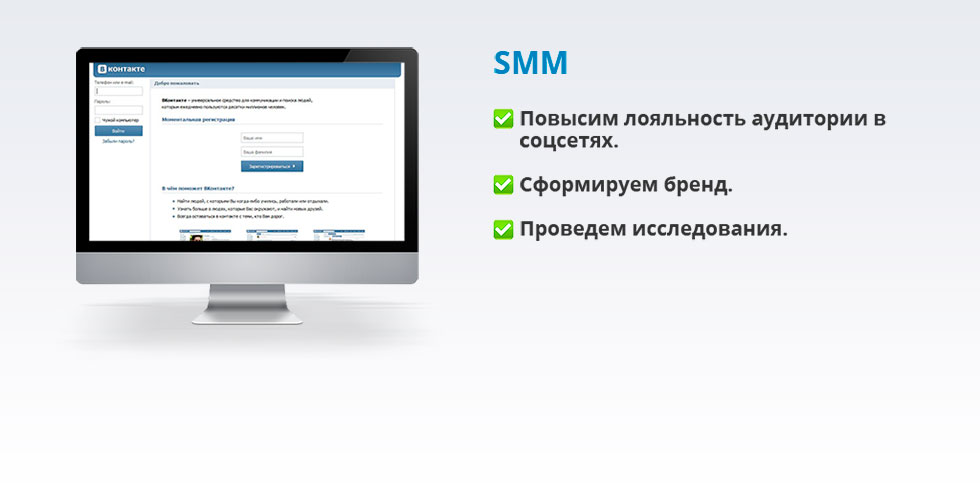 вконтакте
Телефон или e-mail:
Пароль:
Чужой компьютер
Войти
Забыли пароль?
Добро пожаловать
ВКонтакте – универсальное средство для коммуникации и поиска людей,
которым ежедневно пользуются десятки миллионов человек.
Моментальная регистрация
Ваше имя
Ваша фамилия
Зарегистрироваться
В чём поможет ВКонтакте?
Найти людей, с которыми Вы когда-либо учились, работали или отдыхали.
Узнать больше о людях, которые Вас окружают, и найти новых друзей.
Всегда оставаться в контакте с теми, кто Вам дорог.
SMM
Повысим лояльность аудитории в
соцсетях.
Сформируем бренд.
Проведем исследования.